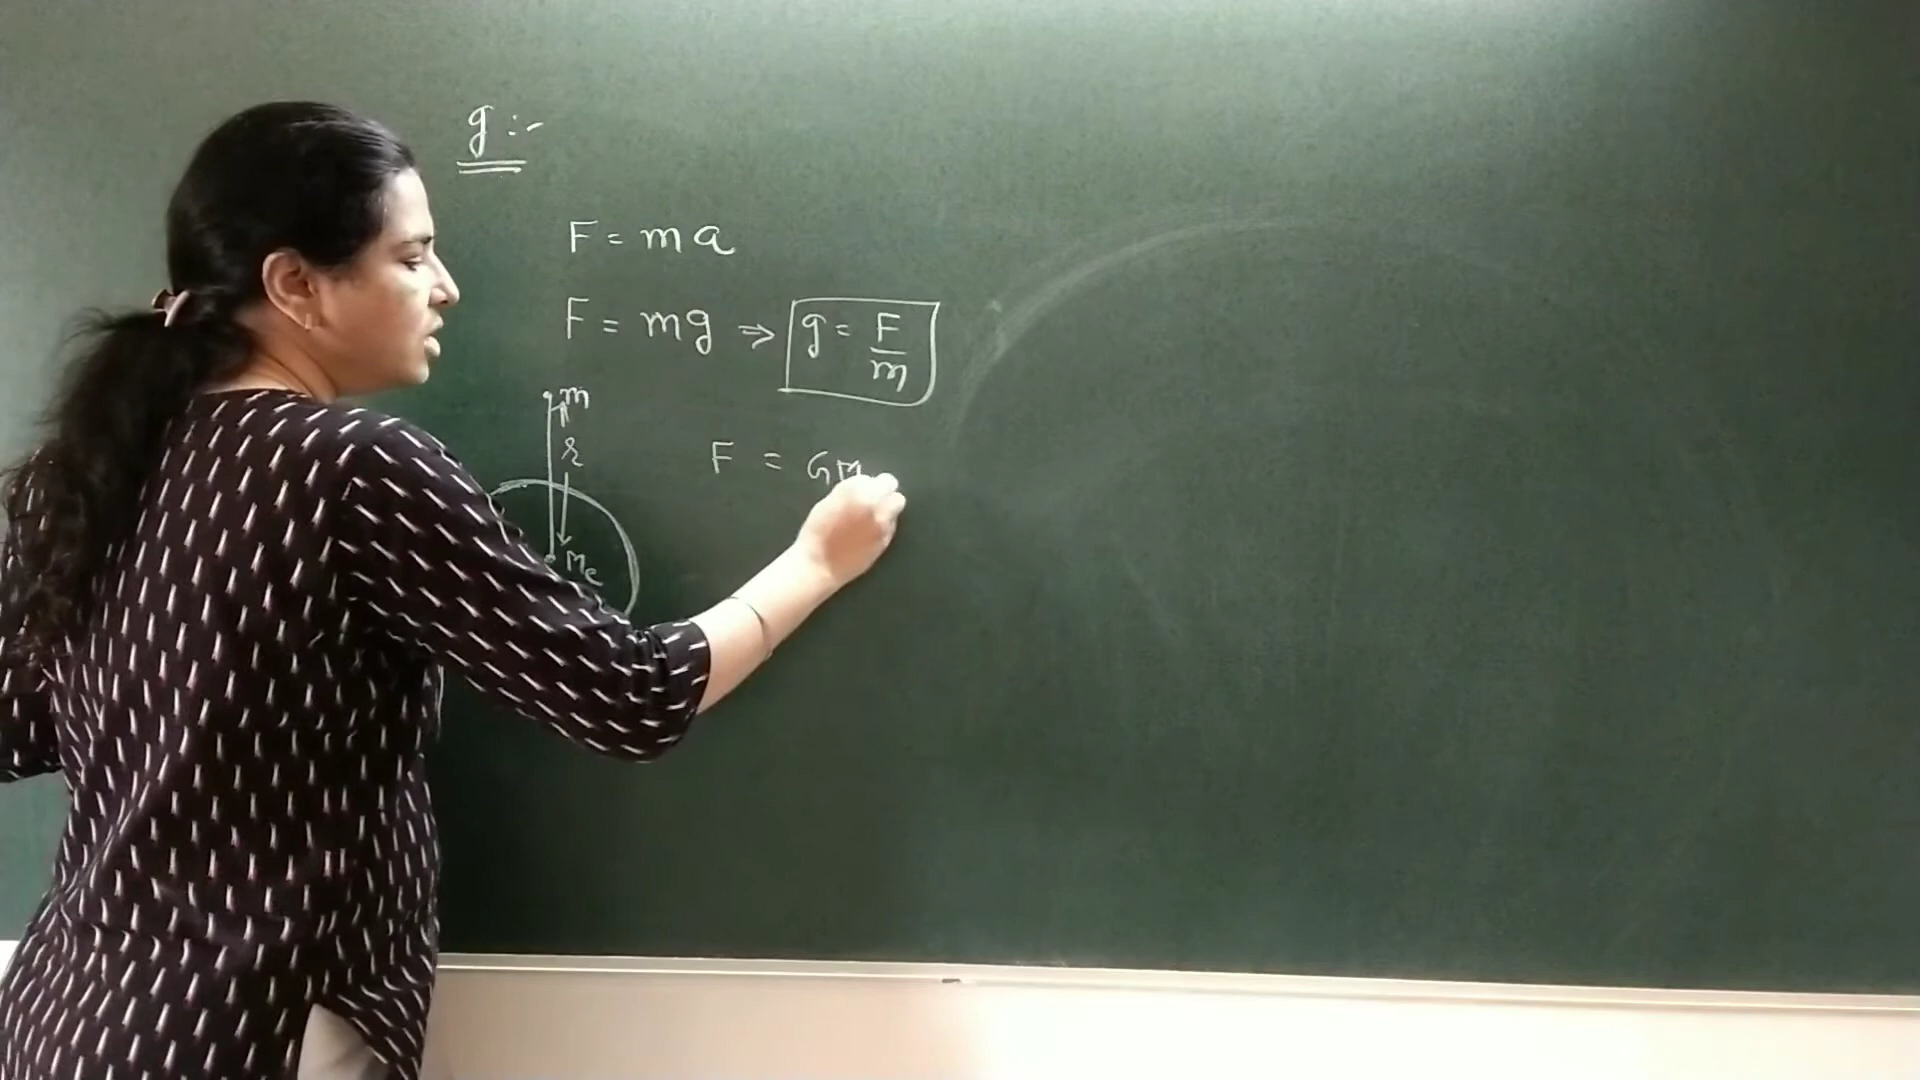 g :-
F = ma
F = mg ⇒ g = F/m
m
r
F = GM
Me